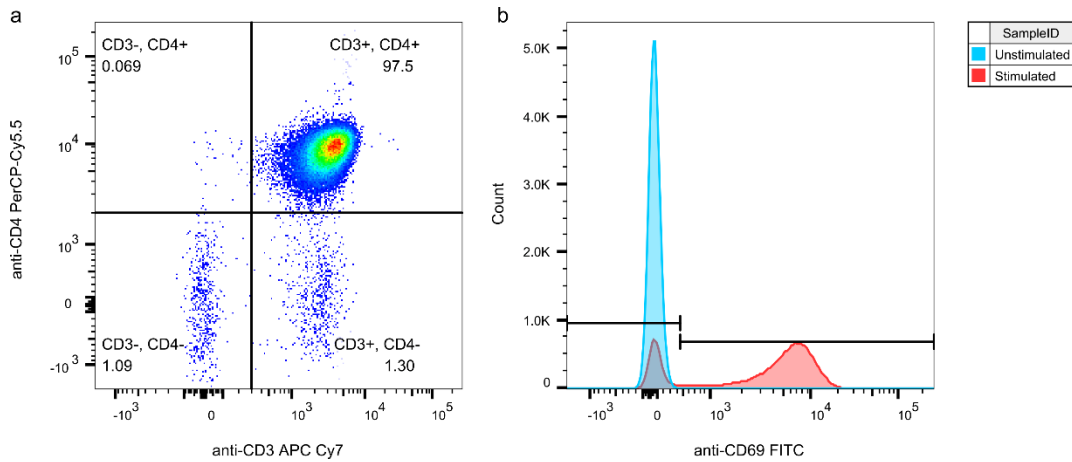 a
CD3-, CD4+
0.069
CD3+, CD4+
97.5
CD3-, CD4-
1.09
CD3+, CD4-
1.30
10^5
10^4
10^3
0
-10^3
anti-CD4 PerCP-Cy5.5
-10^3
0
10^3
10^4
10^5
anti-CD3 APC Cy7
b
5.0K
4.0K
3.0K
2.0K
1.0K
0
Count
-10^3
0
10^3
10^4
10^5
anti-CD69 FITC
SampleID
Unstimulated
Stimulated